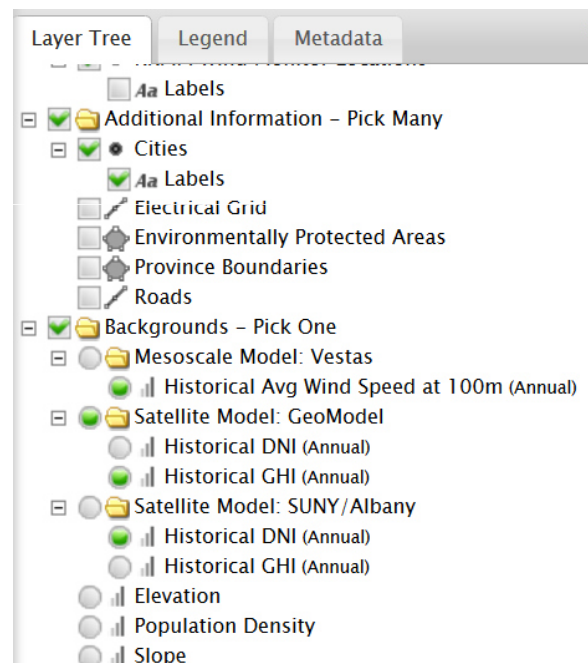 Layer Tree Legend Metadata
Aa Labels
Additional Information – Pick Many
Cities
Aa Labels
Electrical Grid
Environmentally Protected Areas
Province Boundaries
Roads
Backgrounds – Pick One
Mesoscale Model: Vestas
Historical Avg Wind Speed at 100m (Annual)
Satellite Model: GeoModel
Historical DNI (Annual)
Historical GHI (Annual)
Satellite Model: SUNY/Albany
Historical DNI (Annual)
Historical GHI (Annual)
Elevation
Population Density
Slope